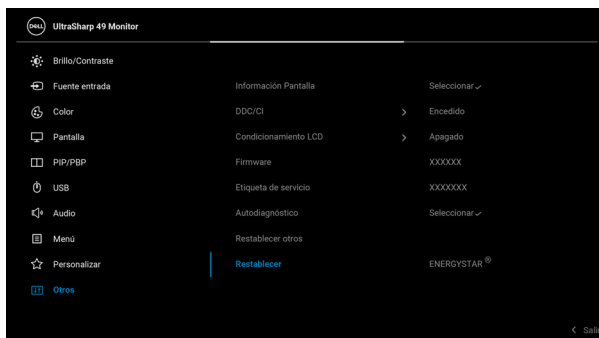 DELL UltraSharp 49 Monitor
Brillo/Contraste
Fuente entrada
Color
Pantalla
PIP/PBP
USB
Audio
Menú
Personalizar
Otros
Información Pantalla Seleccionar ✓
DDC/CI > Encedido
Condicionamiento LCD > Apagado
Firmware XXXXXX
Etiqueta de servicio XXXXXXX
Autodiagnóstico Seleccionar ✓
Restablecer otros
Restablecer ENERGYSTAR ®
< Sali